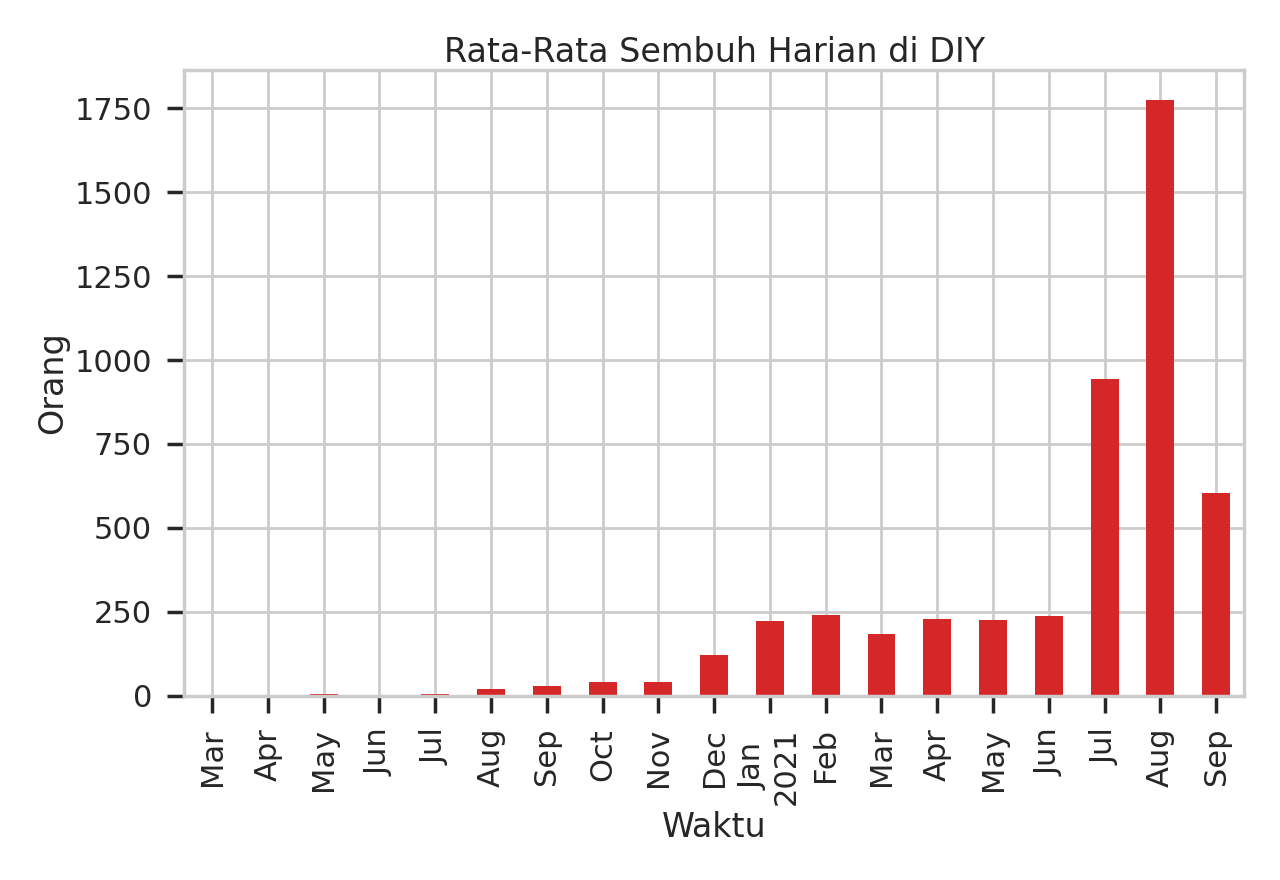 Rata-Rata Sembuh Harian di DIY
Orang
1750
1500
1250
1000
750
500
250
0
Mar
Apr
May
Jun
Jul
Aug
Sep
Oct
Nov
Dec
Jan
2021
Feb
Mar
Apr
May
Jun
Jul
Aug
Sep
Waktu